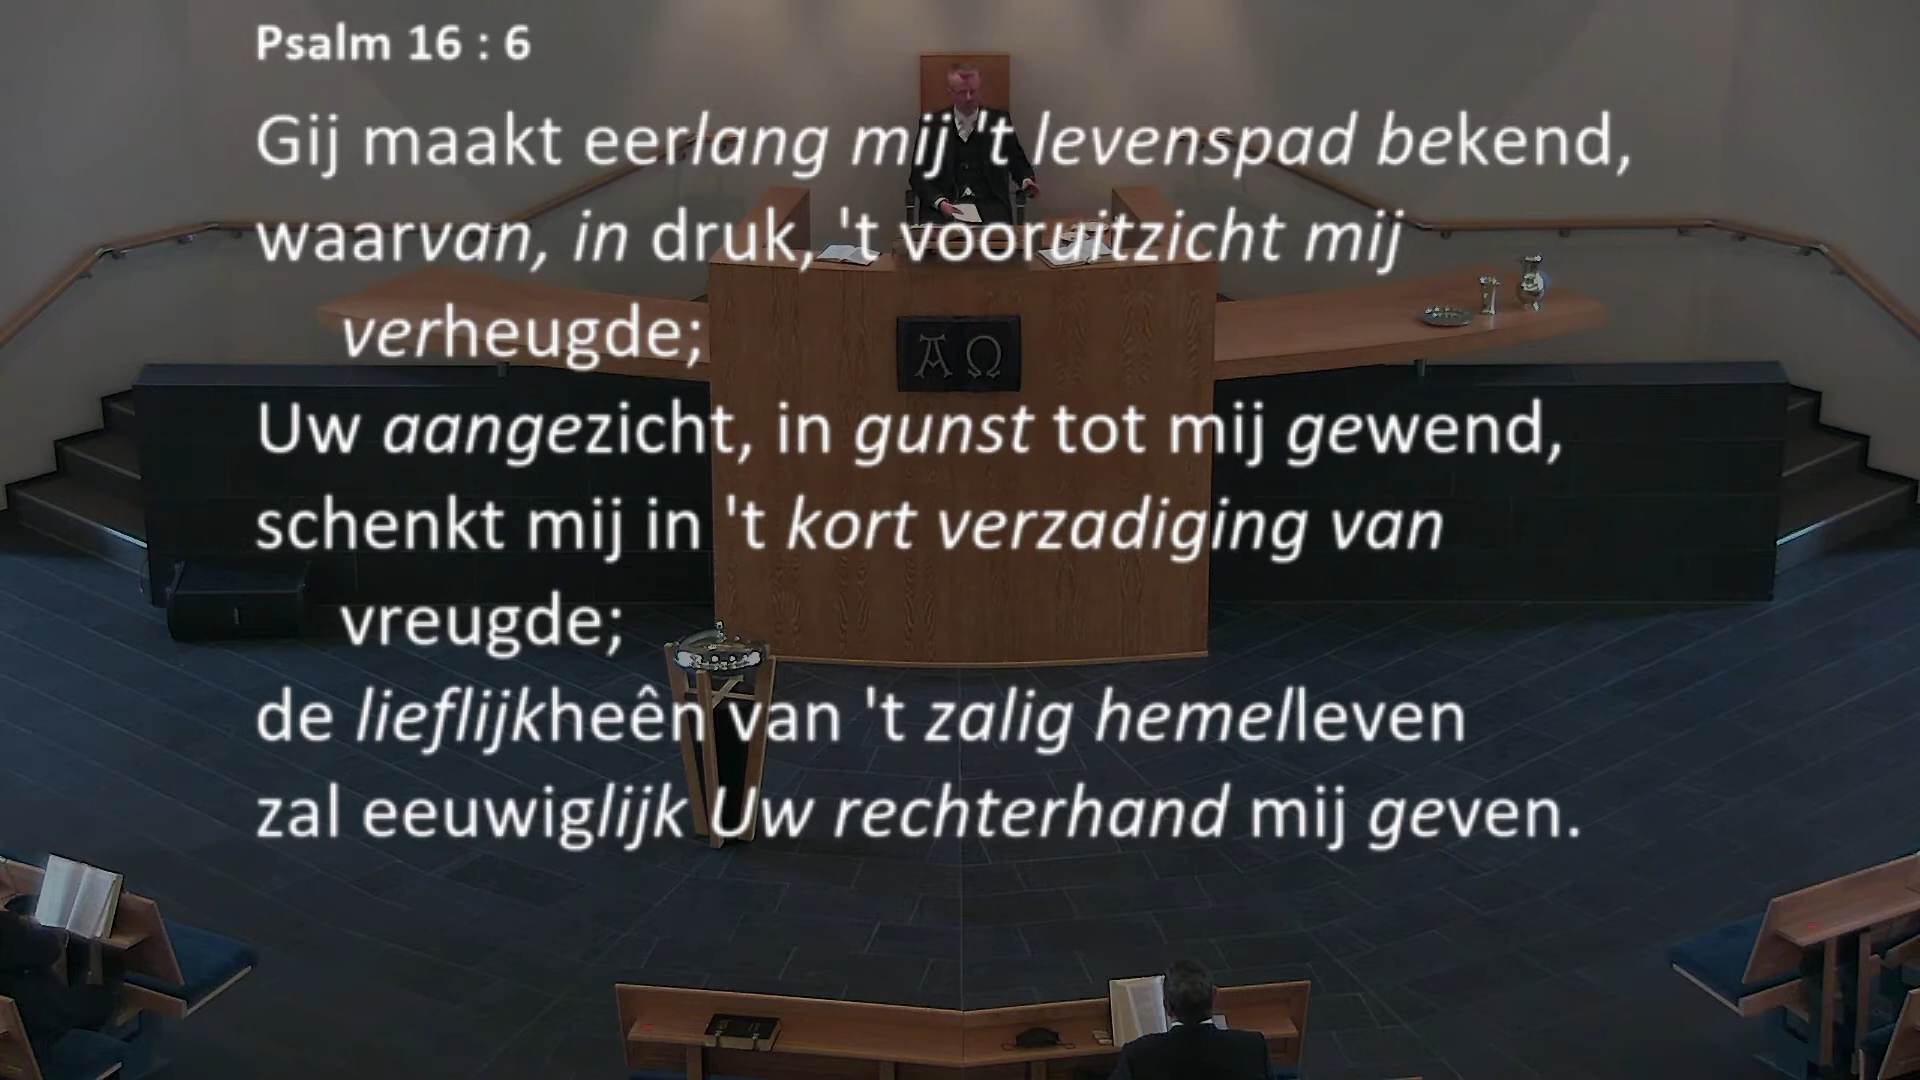 Psalm 16 : 6
Gij maakt eerlang mij 't levenspad bekend,
waarvan, in druk, 't vooruitzicht mij
verheugde;
Uw aangezicht, in gunst tot mij gewend,
schenkt mij in 't kort verzadiging van
vreugde;
de lieflijkheên van 't zalig hemelleven
zal eeuwiglijk Uw rechterhand mij geven.
Α Ω